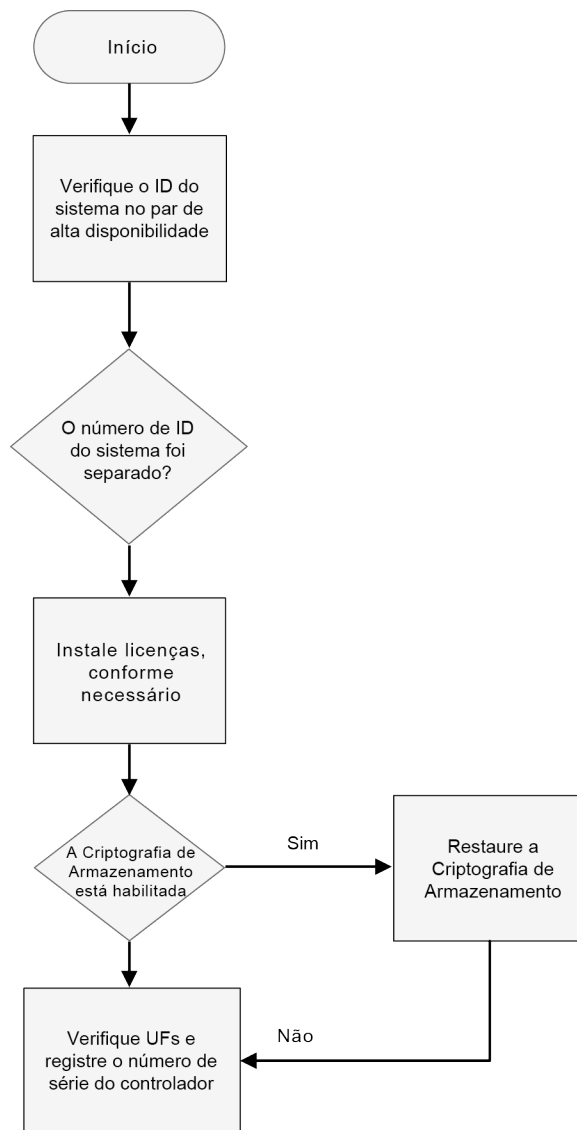 Início
Verifique o ID do
sistema no par de
alta disponibilidade
O número de ID
do sistema foi
separado?
Instale licenças,
conforme
necessário
A Criptografia de
Armazenamento
está habilitada
Sim
Restaure a
Criptografia de
Armazenamento
Não
Verifique UFs e
registre o número de
série do controlador